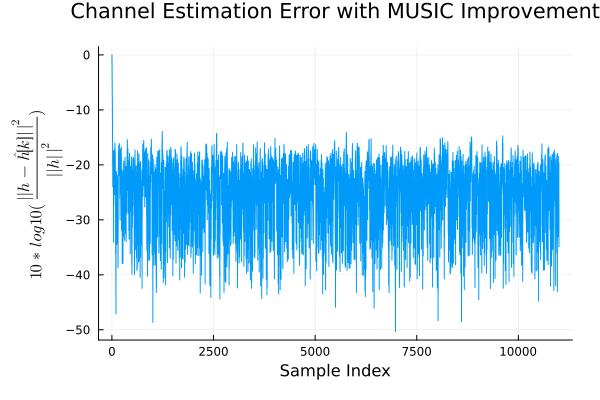 Channel Estimation Error with MUSIC Improvement
10 * log10( ||h − ĥ[k]||² / ||h||² )
0
−10
−20
−30
−40
−50
0 2500 5000 7500 10000
Sample Index